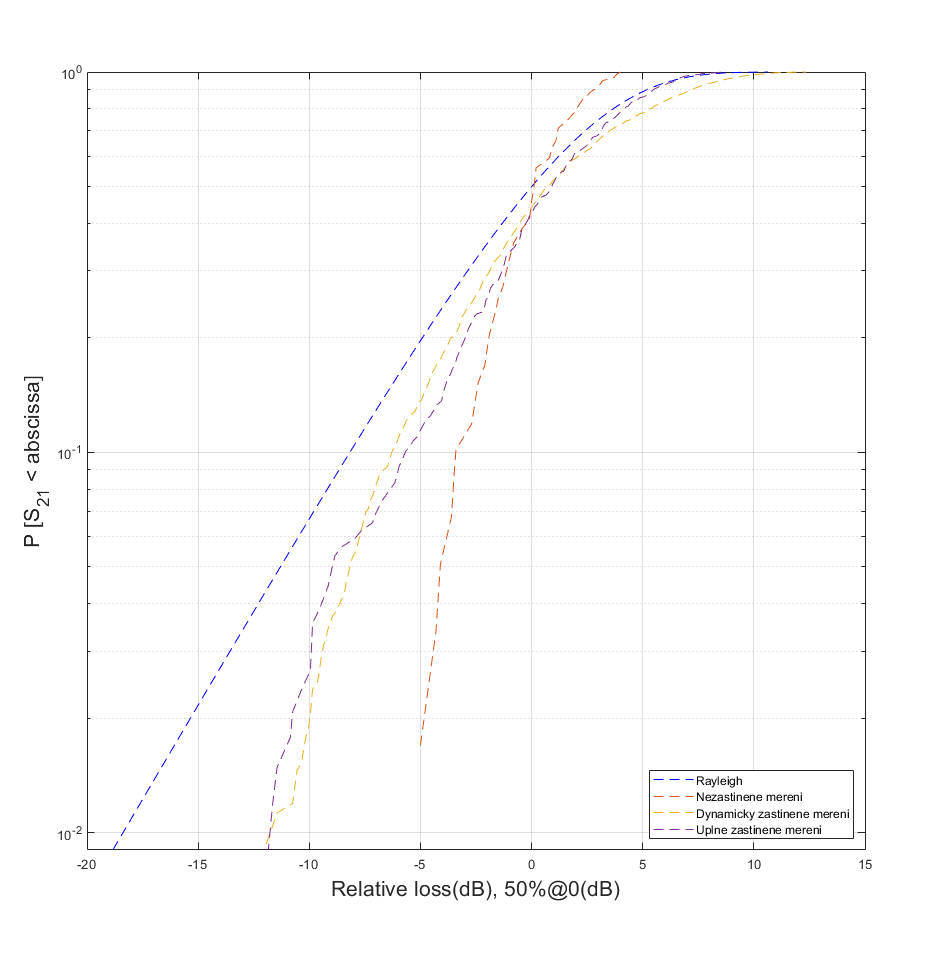 10^0
10^-1
10^-2
P [S_21 < abscissa]
-20 -15 -10 -5 0 5 10 15
Relative loss(dB), 50%@0(dB)
Rayleigh
Nezastinene mereni
Dynamicky zastinene mereni
Uplne zastinene mereni